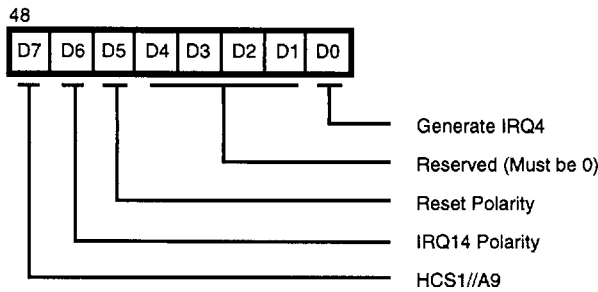 48
D7 D6 D5 D4 D3 D2 D1 D0
Generate IRQ4
Reserved (Must be 0)
Reset Polarity
IRQ14 Polarity
HCS1//A9